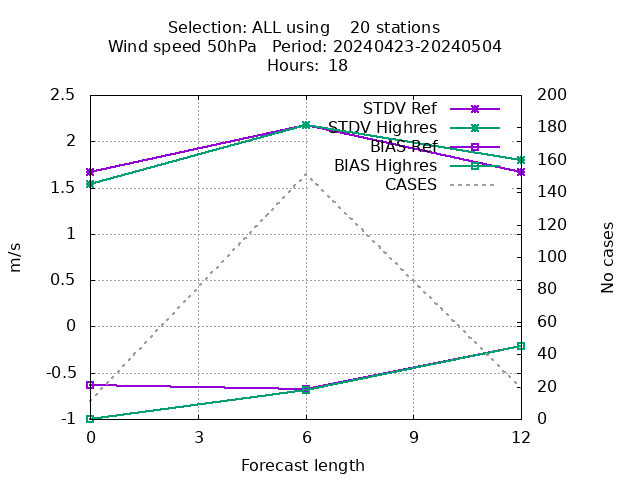 Selection: ALL using    20 stations
Wind speed 50hPa   Period: 20240423-20240504
Hours: 18
2.5
2
1.5
1
0.5
0
-0.5
-1
200
180
160
140
120
100
80
60
40
20
0
STDV Ref
STDV Highres
BIAS Ref
BIAS Highres
CASES
m/s
No cases
0 3 6 9 12
Forecast length